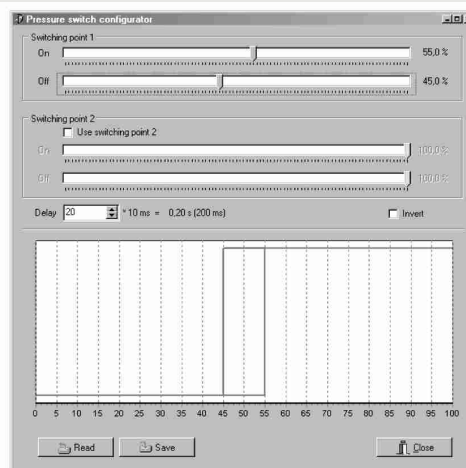 Pressure switch configurator
Switching point 1
On 55,0 %
Off 45,0 %
Switching point 2
Use switching point 2
On 100,0 %
Off 100,0 %
Delay 20 * 10 ms = 0,20 s (200 ms) Invert
0 5 10 15 20 25 30 35 40 45 50 55 60 65 70 75 80 85 90 95 100
Read Save Close